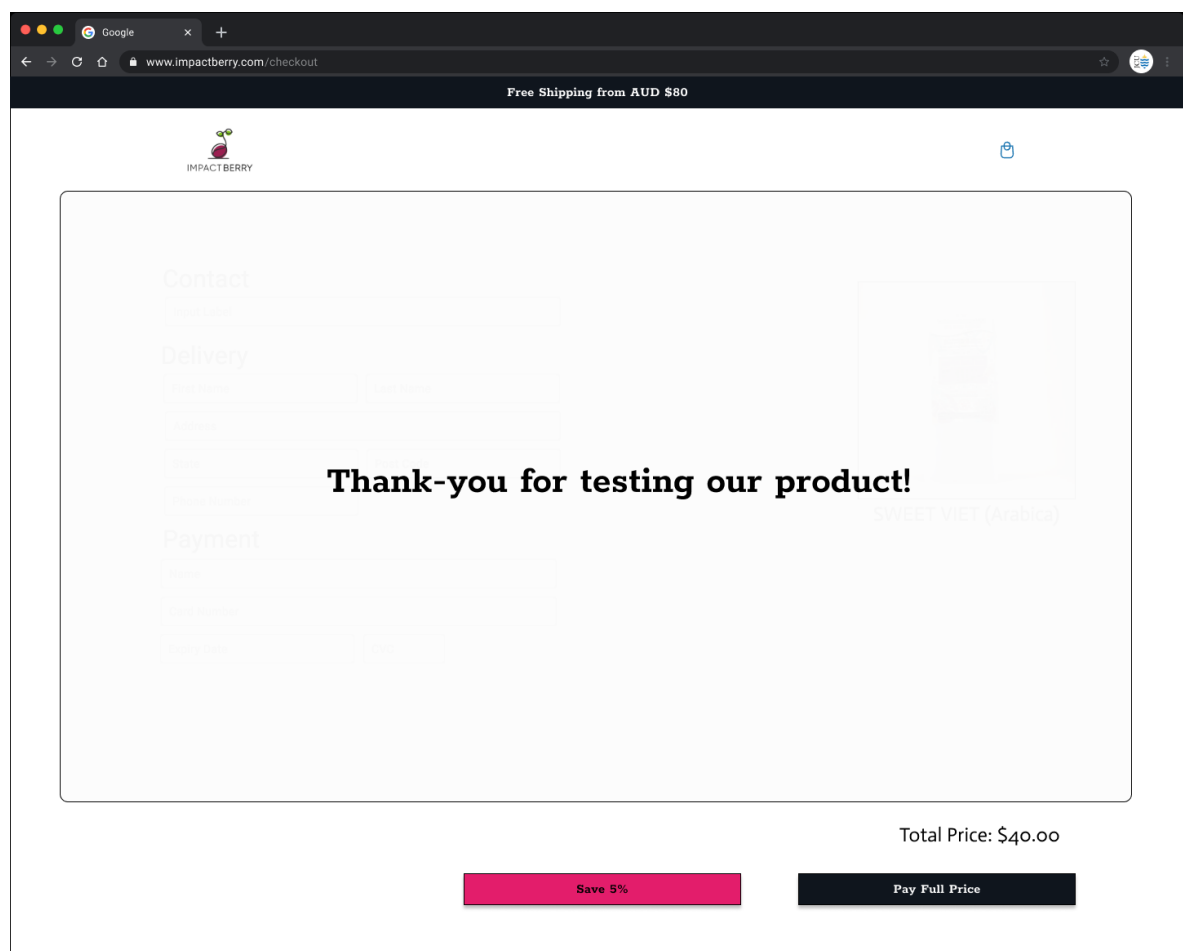 Google
www.impactberry.com/checkout
Free Shipping from AUD $80
IMPACTBERRY
Contact
Delivery
Thank-you for testing our product!
SWEET VIET (Arabica)
Payment
Total Price: $40.00
Save 5%
Pay Full Price